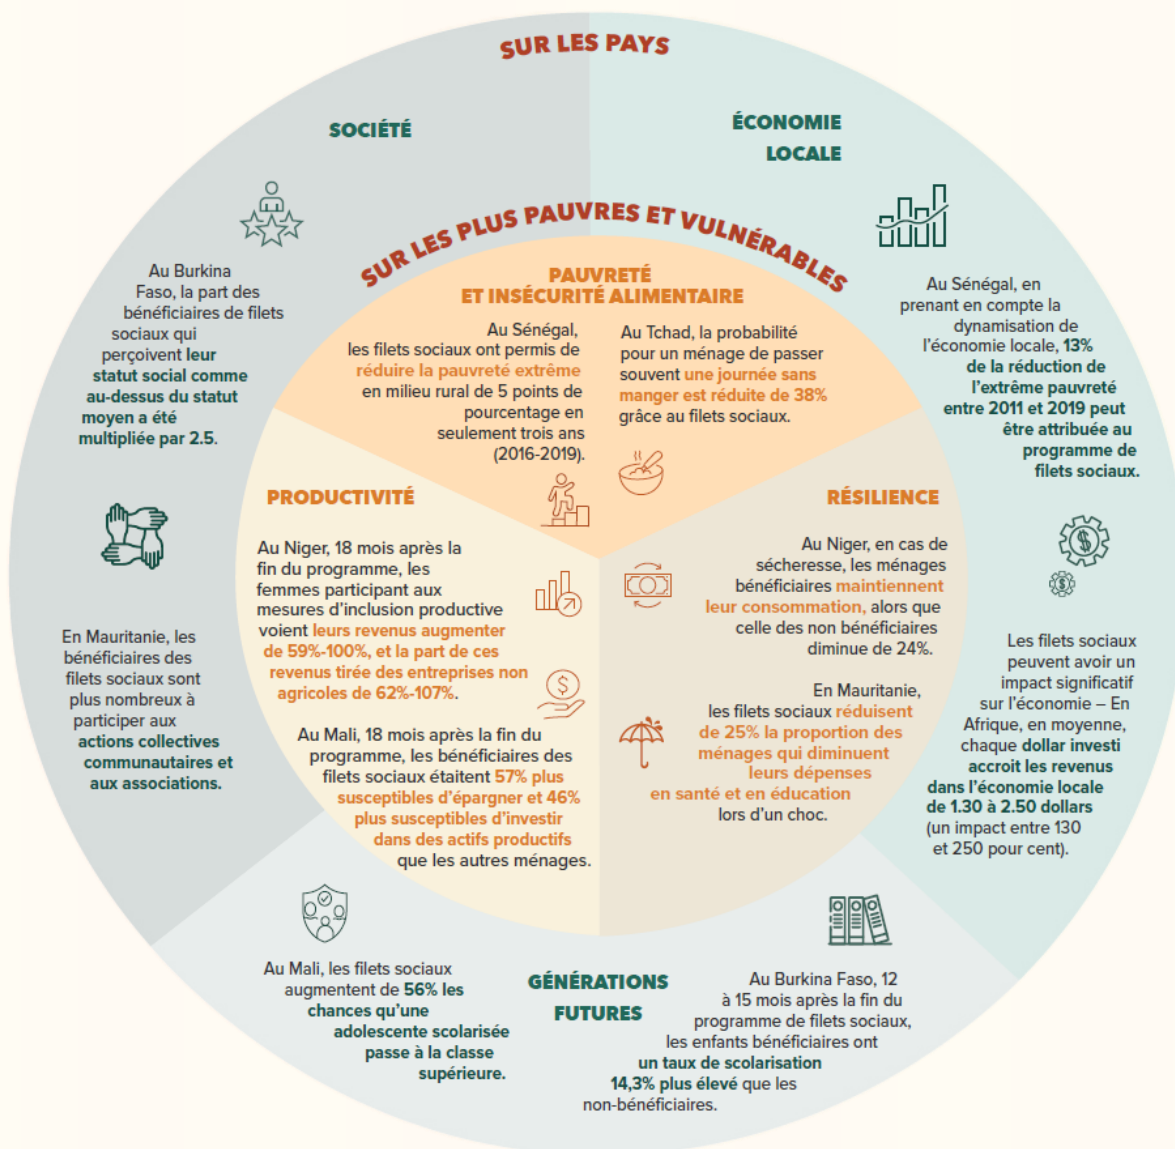 SUR LES PAYS
SOCIÉTÉ
Au Burkina
Faso, la part des
bénéficiaires de filets
sociaux qui
perçoivent leur
statut social comme
au-dessus du statut
moyen a été
multipliée par 2.5.
En Mauritanie, les
bénéficiaires des
filets sociaux sont
plus nombreux à
participer aux
actions collectives
communautaires et
aux associations.
ÉCONOMIE
LOCALE
Au Sénégal, en
prenant en compte la
dynamisation de
l'économie locale, 13%
de la réduction de
l'extrême pauvreté
entre 2011 et 2019 peut
être attribuée au
programme de
filets sociaux.
Les filets sociaux
peuvent avoir un
impact significatif
sur l'économie – En
Afrique, en moyenne,
chaque dollar investi
accroit les revenus
dans l'économie locale
de 1.30 à 2.50 dollars
(un impact entre 130
et 250 pour cent).
SUR LES PLUS PAUVRES ET VULNÉRABLES
PAUVRETÉ
ET INSÉCURITÉ ALIMENTAIRE
Au Sénégal,
les filets sociaux ont permis de
réduire la pauvreté extrême
en milieu rural de 5 points de
pourcentage en
seulement trois ans
(2016-2019).
Au Tchad, la probabilité
pour un ménage de passer
souvent une journée sans
manger est réduite de 38%
grâce au filets sociaux.
PRODUCTIVITÉ
Au Niger, 18 mois après la
fin du programme, les
femmes participant aux
mesures d'inclusion productive
voient leurs revenus augmenter
de 59%-100%, et la part de ces
revenus tirée des entreprises non
agricoles de 62%-107%.
Au Mali, 18 mois après la fin du
programme, les bénéficiaires des
filets sociaux étaitent 57% plus
susceptibles d'épargner et 46%
plus susceptibles d'investir
dans des actifs productifs
que les autres ménages.
RÉSILIENCE
Au Niger, en cas de
sécheresse, les ménages
bénéficiaires maintiennent
leur consommation, alors que
celle des non bénéficiaires
diminue de 24%.
En Mauritanie,
les filets sociaux réduisent
de 25% la proportion des
ménages qui diminuent
leurs dépenses
en santé et en éducation
lors d'un choc.
GÉNÉRATIONS
FUTURES
Au Mali, les filets sociaux
augmentent de 56% les
chances qu'une
adolescente scolarisée
passe à la classe
supérieure.
Au Burkina Faso, 12
à 15 mois après la fin du
programme de filets sociaux,
les enfants bénéficiaires ont
un taux de scolarisation
14,3% plus élevé que les
non-bénéficiaires.